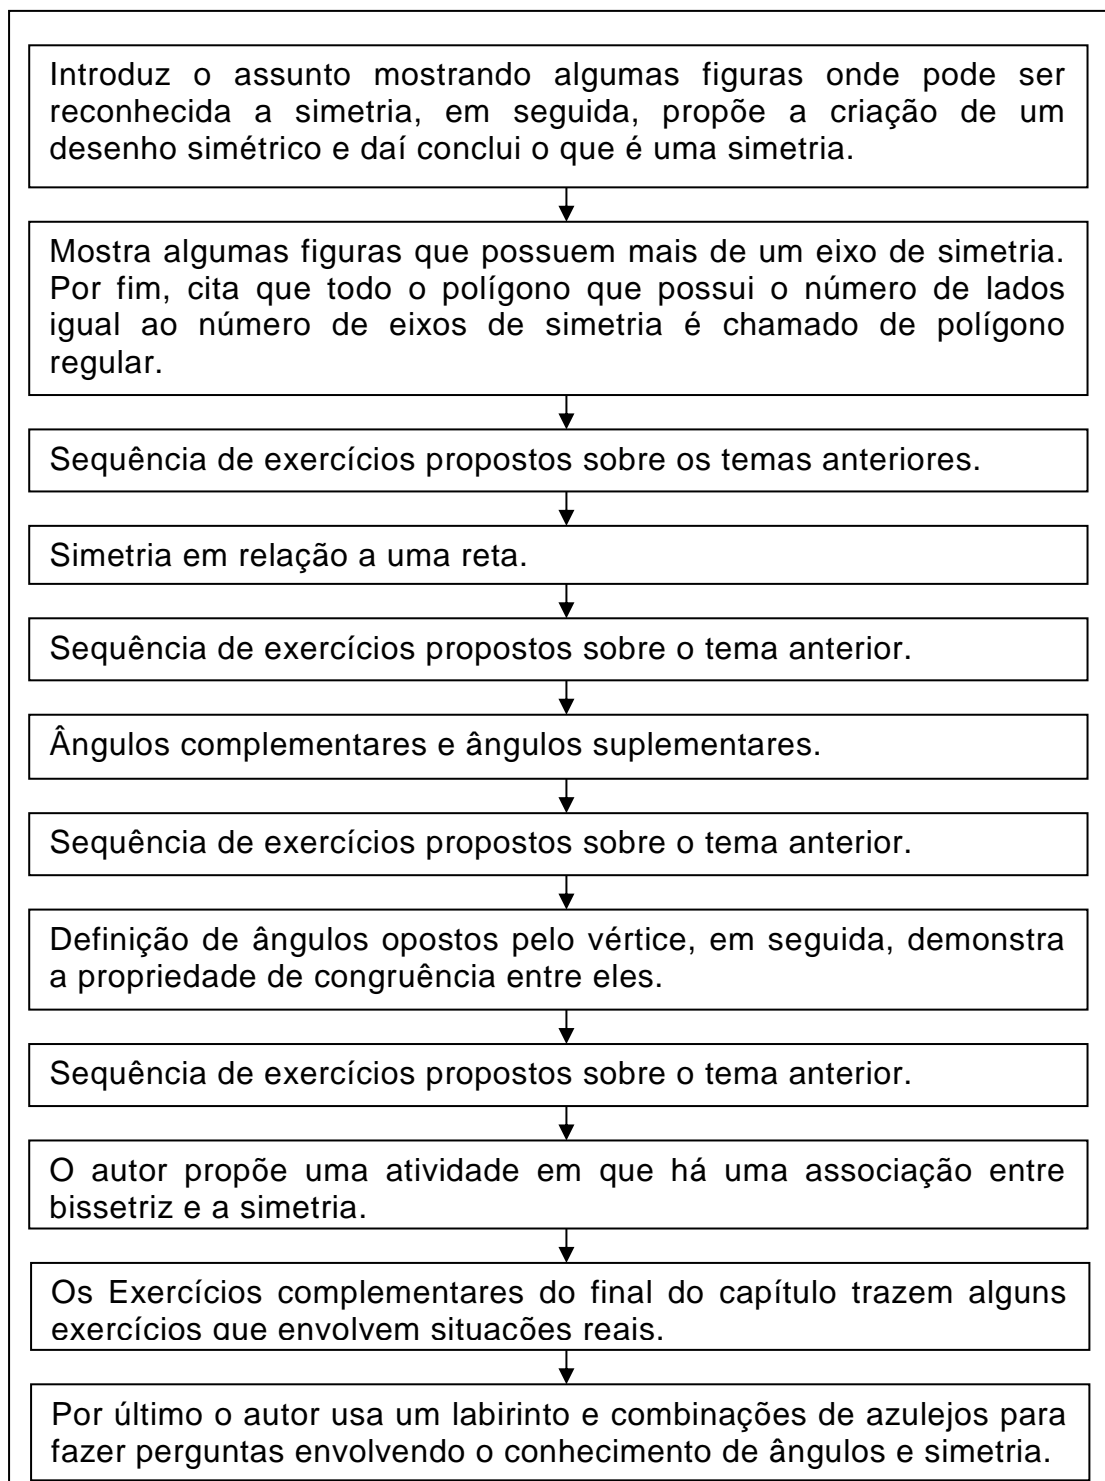 Introduz o assunto mostrando algumas figuras onde pode ser
reconhecida a simetria, em seguida, propõe a criação de um
desenho simétrico e daí conclui o que é uma simetria.
Mostra algumas figuras que possuem mais de um eixo de simetria.
Por fim, cita que todo o polígono que possui o número de lados
igual ao número de eixos de simetria é chamado de polígono
regular.
Sequência de exercícios propostos sobre os temas anteriores.
Simetria em relação a uma reta.
Sequência de exercícios propostos sobre o tema anterior.
Ângulos complementares e ângulos suplementares.
Sequência de exercícios propostos sobre o tema anterior.
Definição de ângulos opostos pelo vértice, em seguida, demonstra
a propriedade de congruência entre eles.
Sequência de exercícios propostos sobre o tema anterior.
O autor propõe uma atividade em que há uma associação entre
bissetriz e a simetria.
Os Exercícios complementares do final do capítulo trazem alguns
exercícios que envolvem situações reais.
Por último o autor usa um labirinto e combinações de azulejos para
fazer perguntas envolvendo o conhecimento de ângulos e simetria.